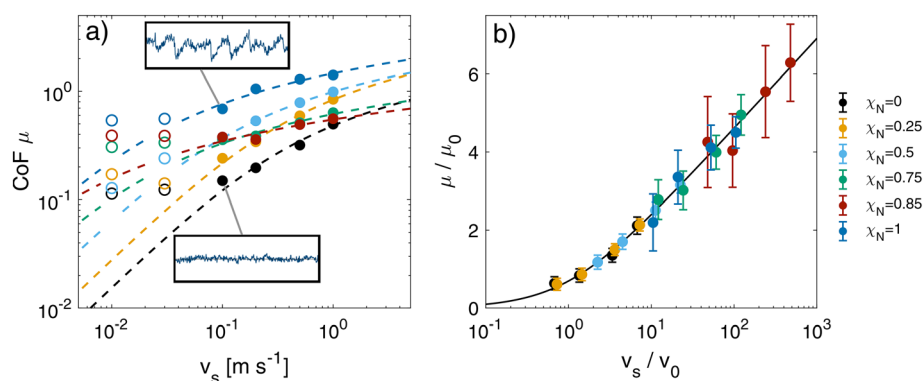 a)
CoF μ
10^0
10^-1
10^-2
10^-2
10^-1
10^0
v_s [m s^-1]
b)
μ / μ_0
6
4
2
0
10^-1
10^0
10^1
10^2
10^3
v_s / v_0
χ_N=0
χ_N=0.25
χ_N=0.5
χ_N=0.75
χ_N=0.85
χ_N=1